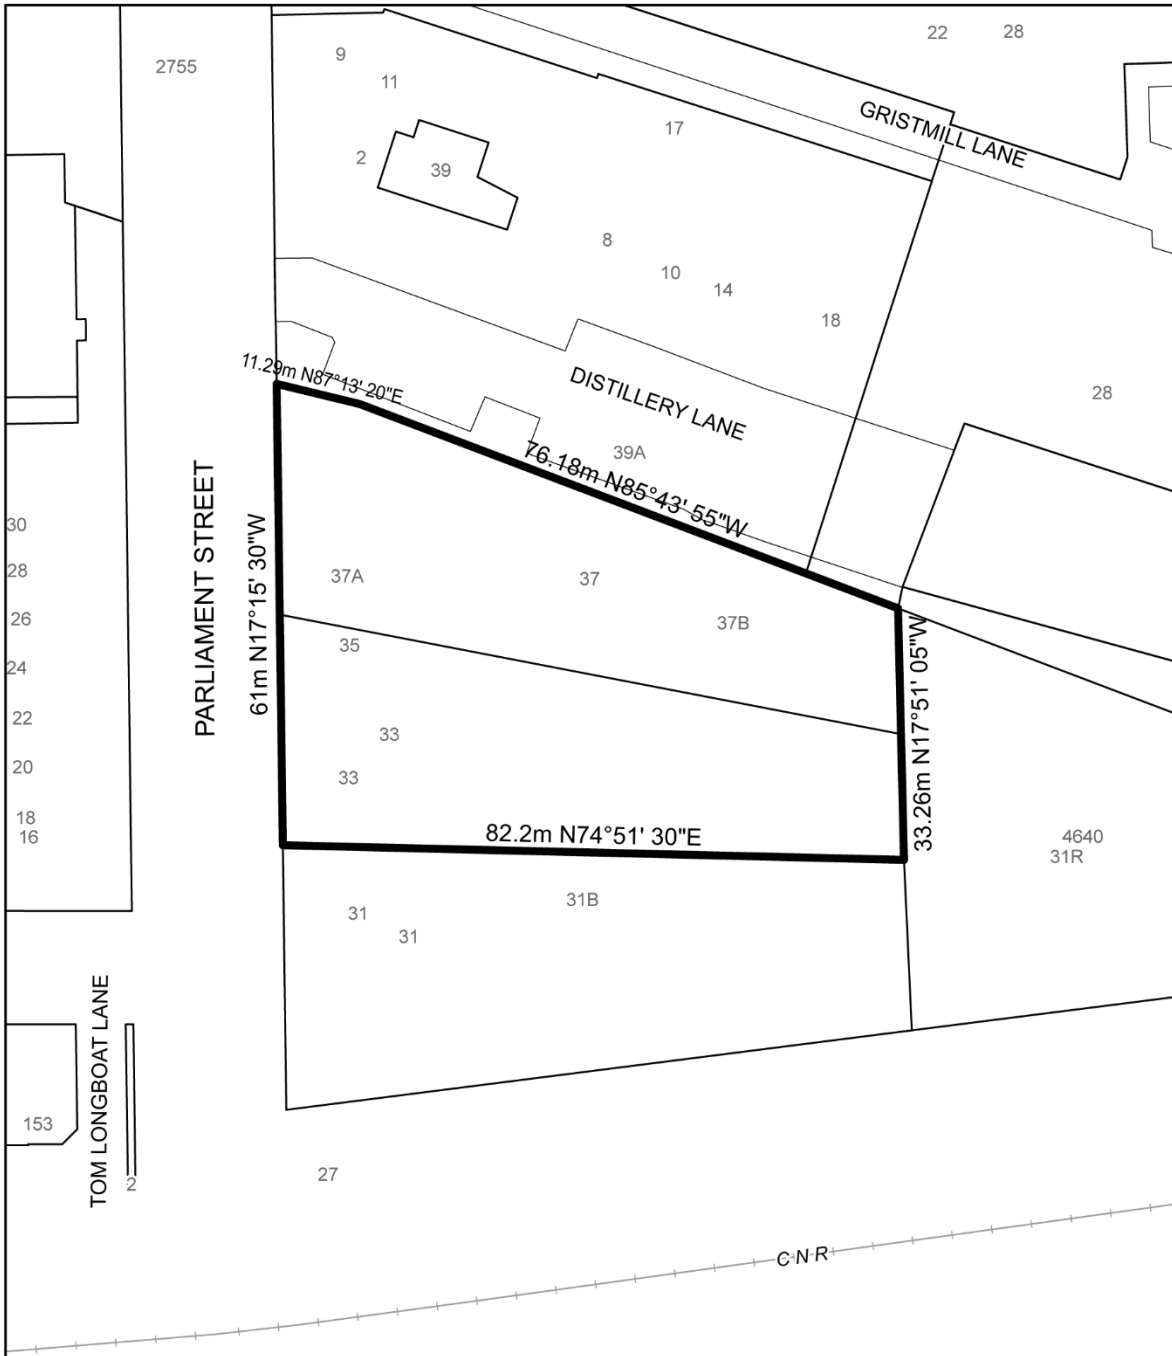 22
28
9
2755
11
GRISTMILL LANE
17
2
39
8
10
14
18
11.29m N87°13' 20"E
DISTILLERY LANE
28
39A
76.18m N85°43' 55"W
PARLIAMENT STREET
61m N17°15' 30"W
30
28
26
24
22
20
18
16
37A
37
37B
35
33
33
33.26m N17°51' 05"W
82.2m N74°51' 30"E
4640
31R
31B
31
31
TOM LONGBOAT LANE
153
2
27
CNR